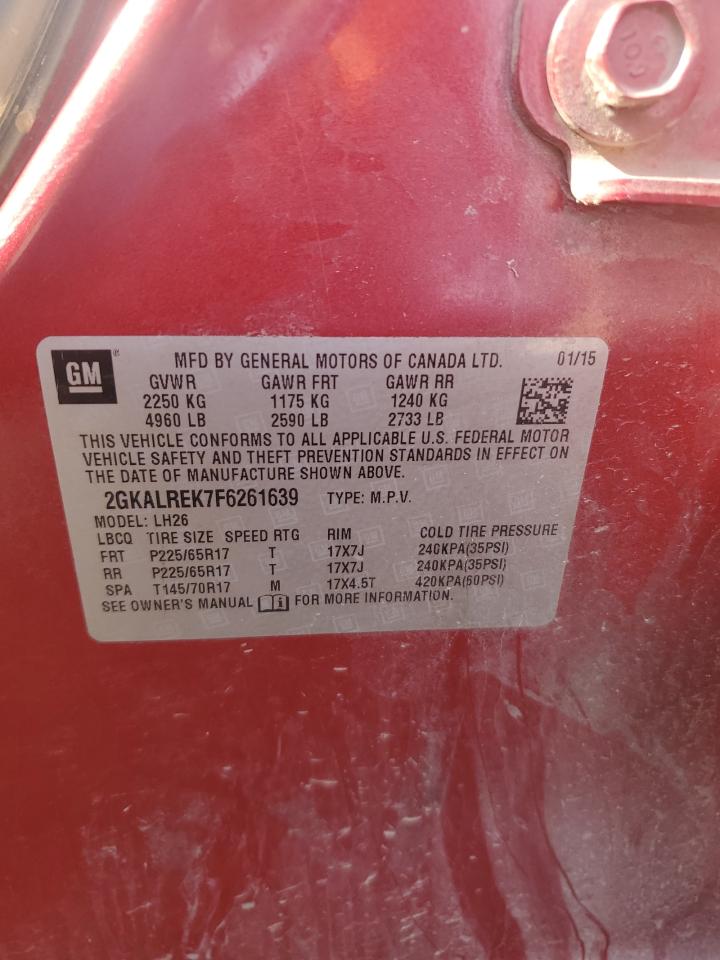 GM® MFD BY GENERAL MOTORS OF CANADA LTD. 01/15
GVWR GAWR FRT GAWR RR
2250 KG 1175 KG 1240 KG
4960 LB 2590 LB 2733 LB
THIS VEHICLE CONFORMS TO ALL APPLICABLE U.S. FEDERAL MOTOR
VEHICLE SAFETY AND THEFT PREVENTION STANDARDS IN EFFECT ON
THE DATE OF MANUFACTURE SHOWN ABOVE.
2GKALREK7F6261639 TYPE: M.P.V.
MODEL: LH26
LBCQ TIRE SIZE SPEED RTG RIM COLD TIRE PRESSURE
FRT P225/65R17 T 17X7J 240KPA(35PSI)
RR P225/65R17 T 17X7J 240KPA(35PSI)
SPA T145/70R17 M 17X4.5T 420KPA(60PSI)
SEE OWNER'S MANUAL FOR MORE INFORMATION.